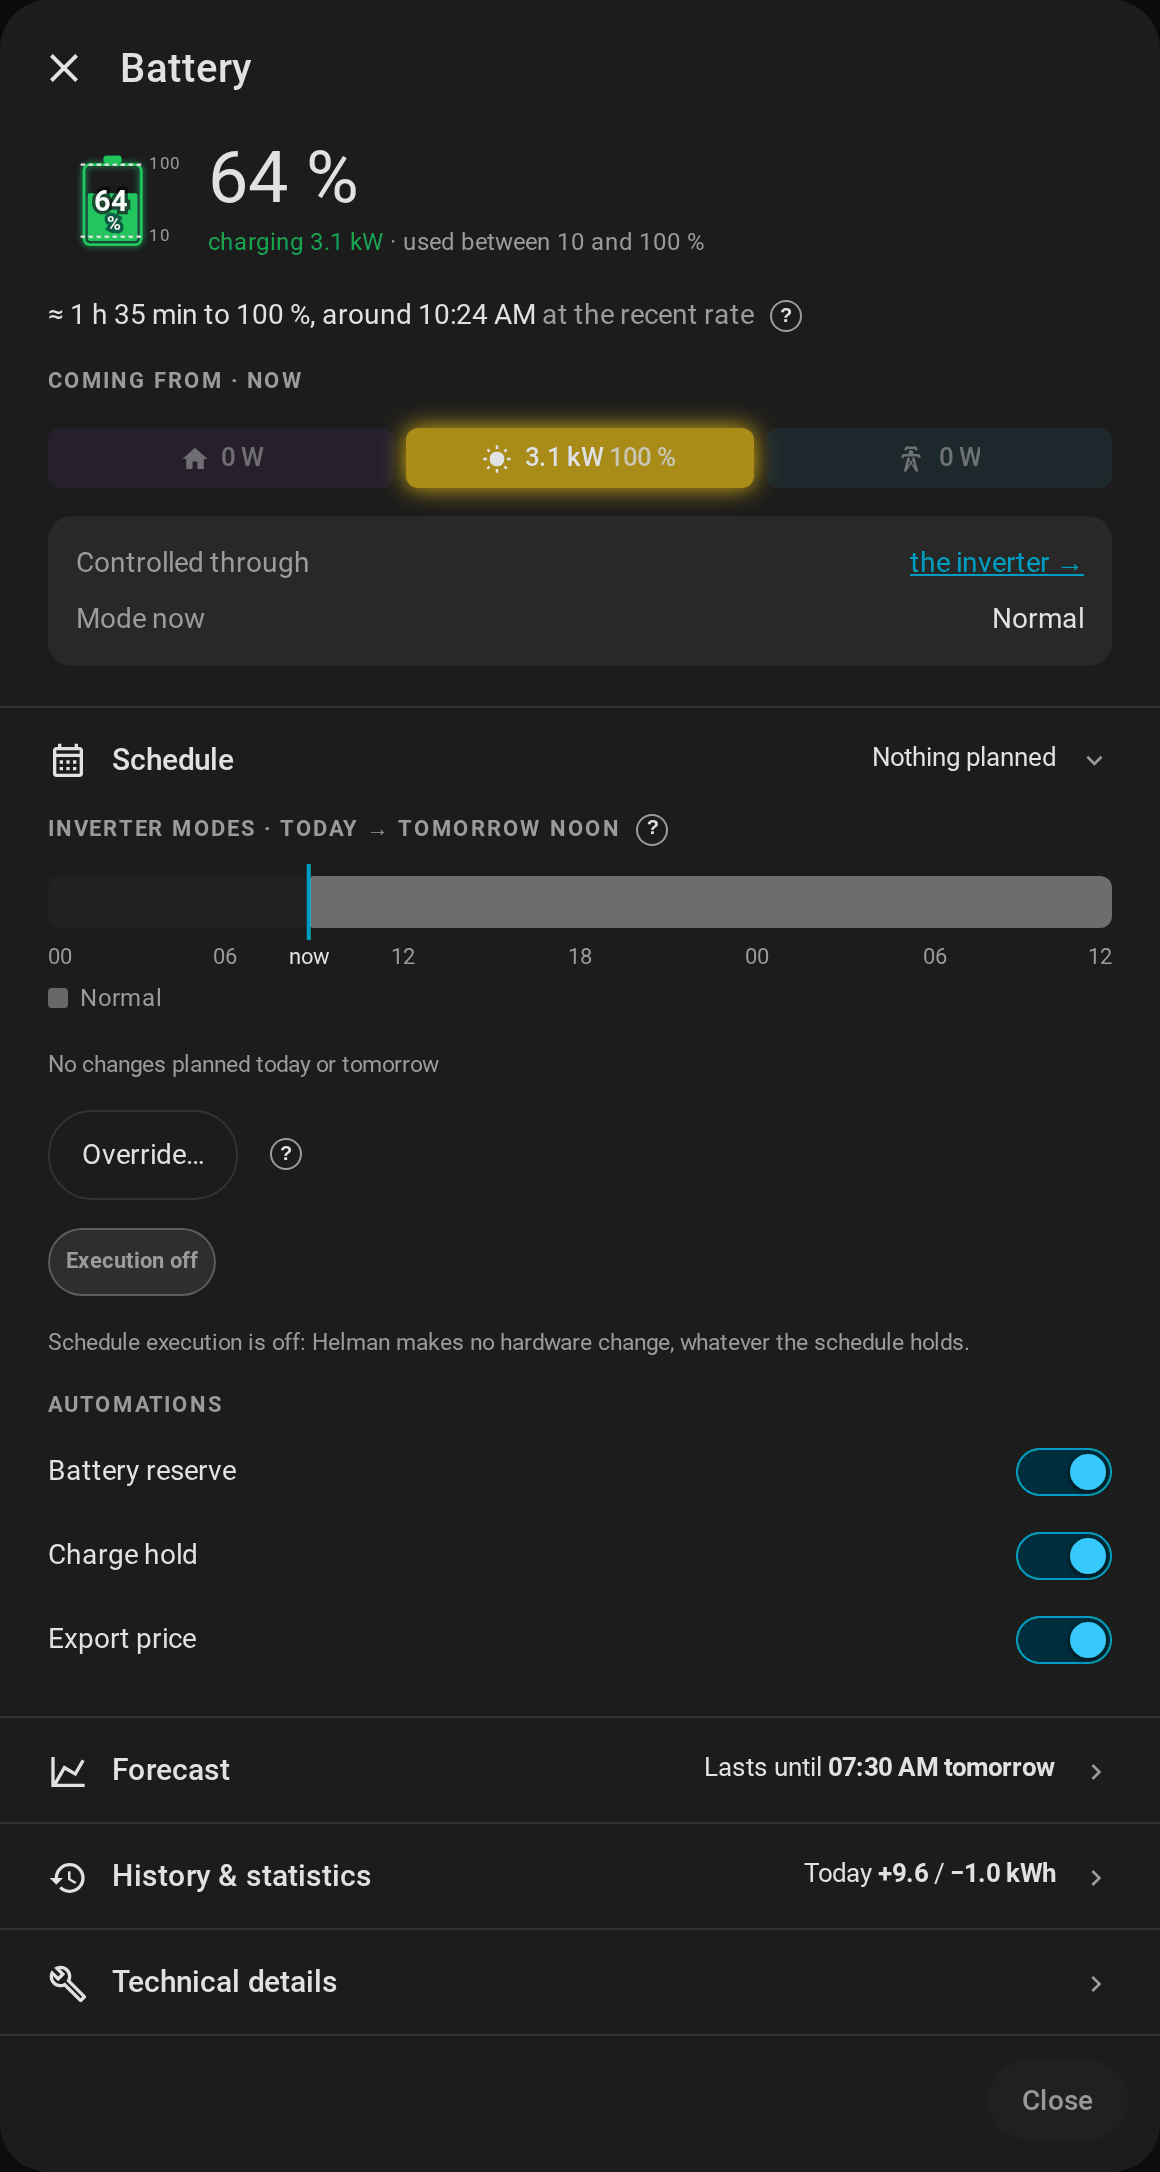 Battery
100
64
%
10
64 %
charging 3.1 kW · used between 10 and 100 %
≈ 1 h 35 min to 100 %, around 10:24 AM at the recent rate ?
COMING FROM · NOW
0 W
3.1 kW 100 %
0 W
Controlled through the inverter →
Mode now Normal
Schedule Nothing planned
INVERTER MODES · TODAY → TOMORROW NOON ?
00 06 now 12 18 00 06 12
Normal
No changes planned today or tomorrow
Override... ?
Execution off
Schedule execution is off: Helman makes no hardware change, whatever the schedule holds.
AUTOMATIONS
Battery reserve
Charge hold
Export price
Forecast Lasts until 07:30 AM tomorrow
History & statistics Today +9.6 / −1.0 kWh
Technical details
Close